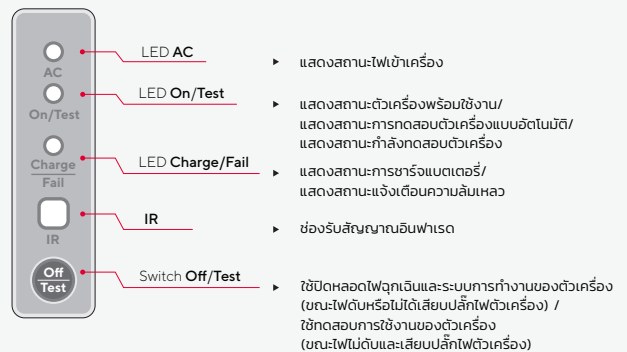 AC
On/Test
Charge
Fail
IR
Off
Test
LED AC
▸ แสดงสถานะไฟเข้าเครื่อง
LED On/Test
▸ แสดงสถานะตัวเครื่องพร้อมใช้งาน/
แสดงสถานะการทดสอบตัวเครื่องแบบอัตโนมัติ/
แสดงสถานะกำลังทดสอบตัวเครื่อง
LED Charge/Fail
▸ แสดงสถานะการชาร์จแบตเตอรี่/
แสดงสถานะแจ้งเตือนความล้มเหลว
IR
▸ ช่องรับสัญญาณอินฟาเรด
Switch Off/Test
▸ ใช้ปิดหลอดไฟฉุกเฉินและระบบการทำงานของตัวเครื่อง
(ขณะไฟดับหรือไม่ได้เสียบปลั๊กไฟตัวเครื่อง) /
ใช้ทดสอบการใช้งานของตัวเครื่อง
(ขณะไฟไม่ดับและเสียบปลั๊กไฟตัวเครื่อง)